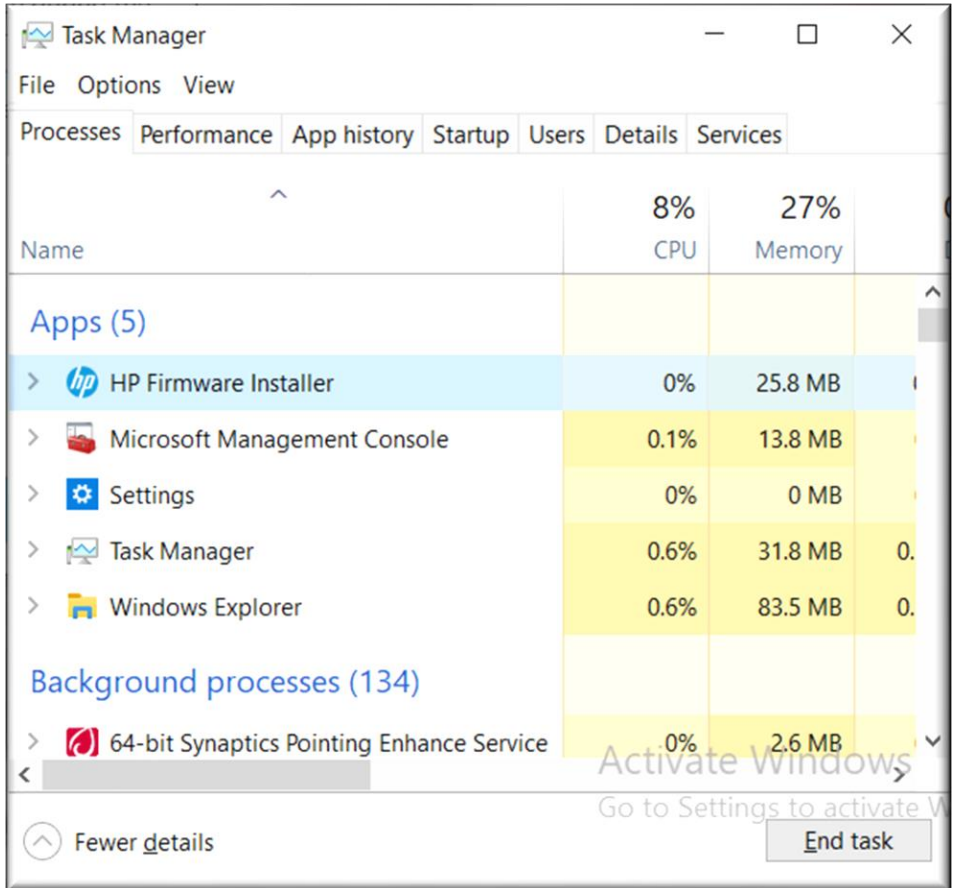 Task Manager
File Options View
Processes Performance App history Startup Users Details Services
8% 27%
Name CPU Memory
Apps (5)
hp HP Firmware Installer 0% 25.8 MB
Microsoft Management Console 0.1% 13.8 MB
Settings 0% 0 MB
Task Manager 0.6% 31.8 MB 0.
Windows Explorer 0.6% 83.5 MB 0.
Background processes (134)
64-bit Synaptics Pointing Enhance Service 0% 2.6 MB
Activate Windows
Go to Settings to activate W
Fewer details End task